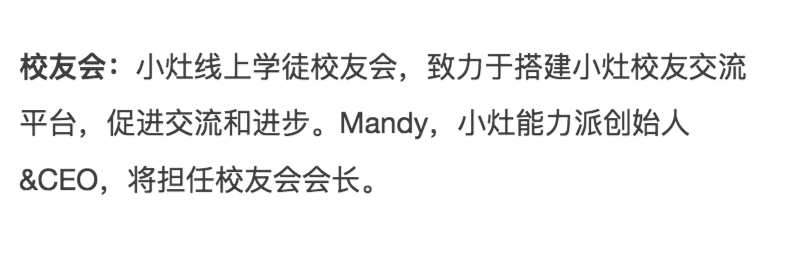 校友会：小灶线上学徒校友会，致力于搭建小灶校友交流
平台，促进交流和进步。Mandy，小灶能力派创始人
&CEO，将担任校友会会长。